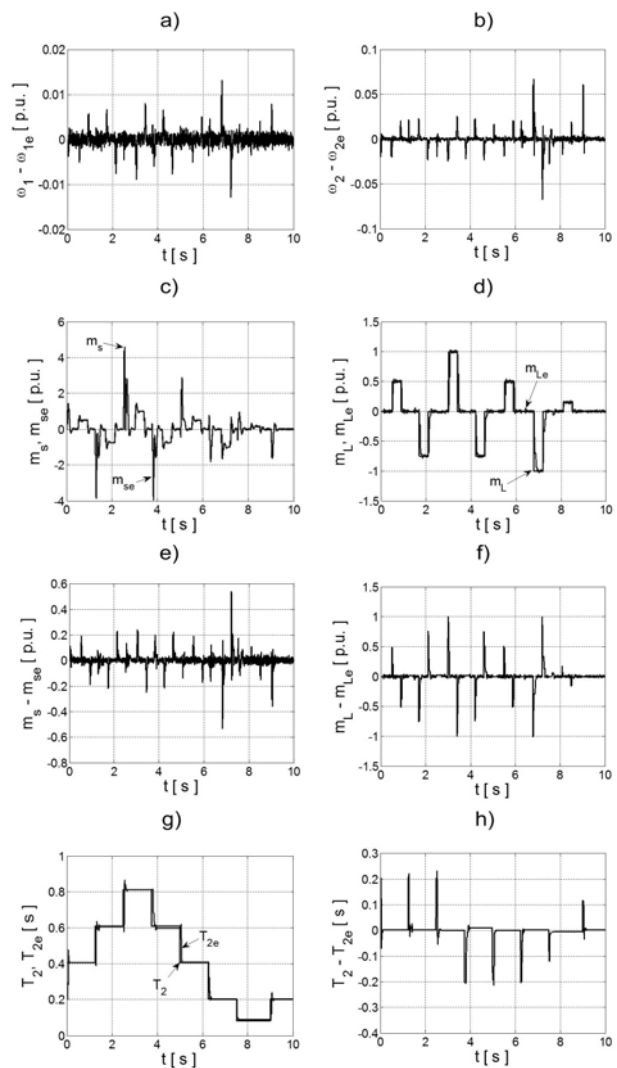 a)
0.02
0.01
0
-0.01
-0.02
ω1 - ω1e [ p.u. ]
0 2 4 6 8 10
t [ s ]
b)
0.1
0.05
0
-0.05
-0.1
ω2 - ω2e [ p.u. ]
0 2 4 6 8 10
t [ s ]
c)
6
4
2
0
-2
-4
ms, mse [ p.u. ]
ms
mse
0 2 4 6 8 10
t [ s ]
d)
1.5
1
0.5
0
-0.5
-1
-1.5
mL, mLe [ p.u. ]
mLe
mL
0 2 4 6 8 10
t [ s ]
e)
0.6
0.4
0.2
0
-0.2
-0.4
-0.6
-0.8
ms - mse [ p.u. ]
0 2 4 6 8 10
t [ s ]
f)
1.5
1
0.5
0
-0.5
-1
-1.5
mL - mLe [ p.u. ]
0 2 4 6 8 10
t [ s ]
g)
1
0.8
0.6
0.4
0.2
0
T2, T2e [ s ]
T2e
T2
0 2 4 6 8 10
t [ s ]
h)
0.3
0.2
0.1
0
-0.1
-0.2
-0.3
-0.4
T2 - T2e [ s ]
0 2 4 6 8 10
t [ s ]